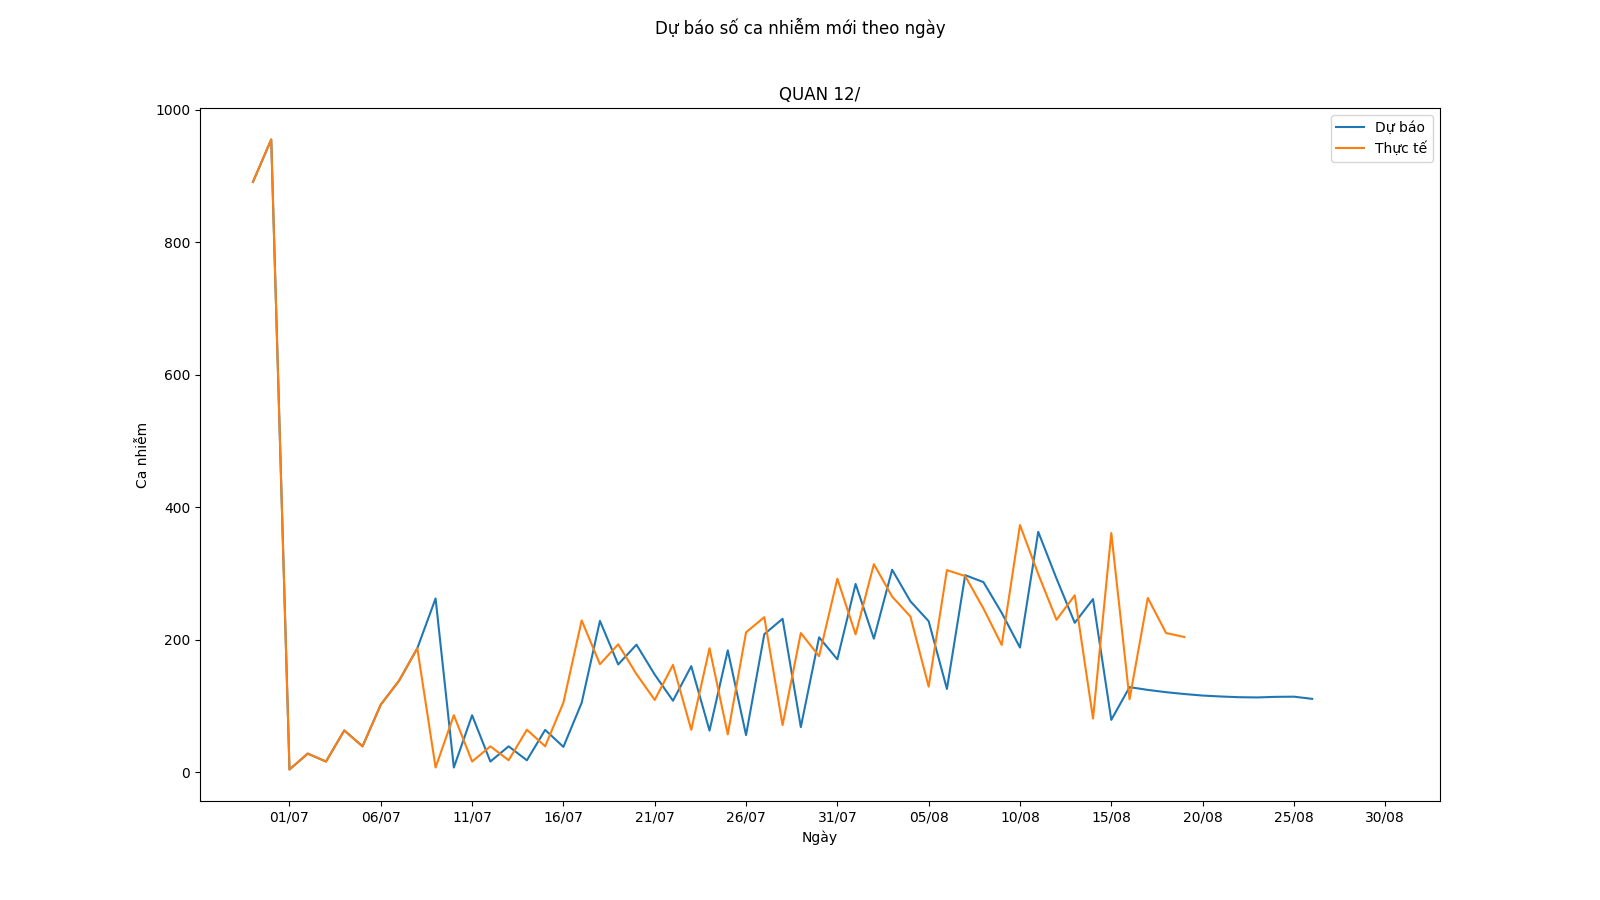 Dự báo số ca nhiễm mới theo ngày
QUAN 12/
Dự báo
Thực tế
1000
800
600
400
200
0
Ca nhiễm
01/07 06/07 11/07 16/07 21/07 26/07 31/07 05/08 10/08 15/08 20/08 25/08 30/08
Ngày